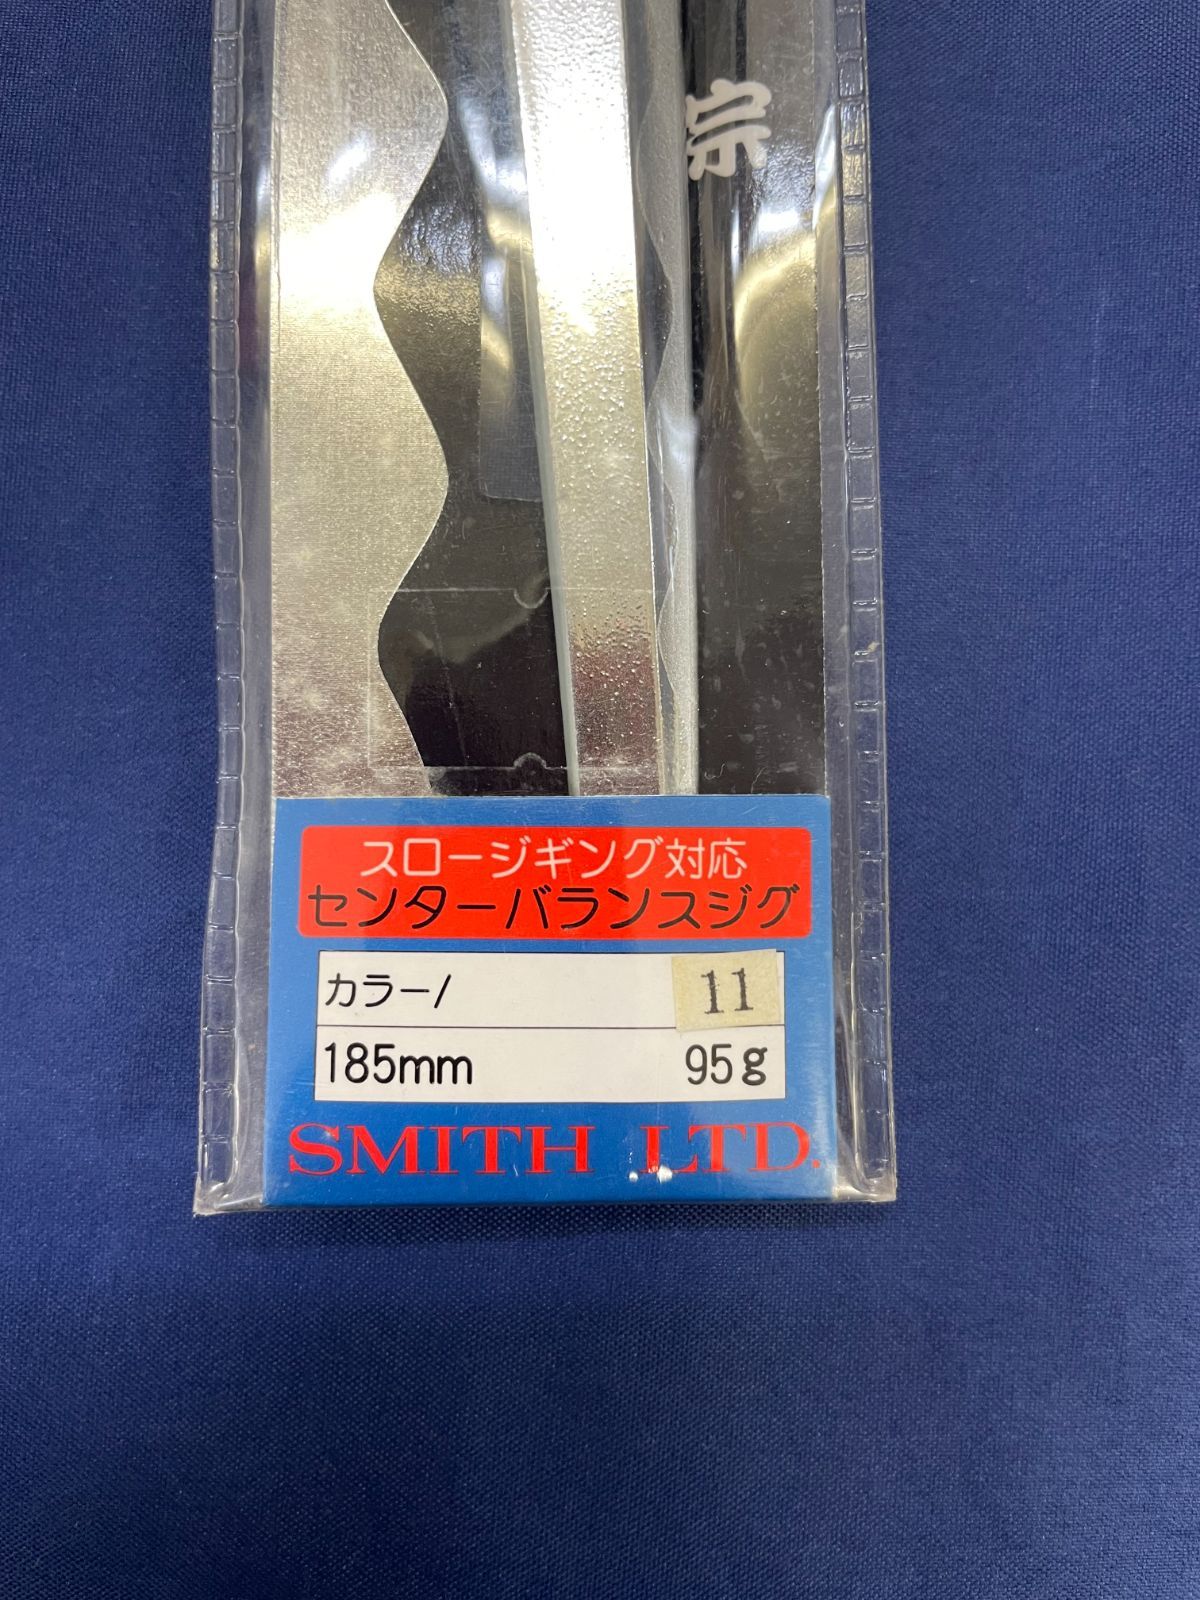 宗
スロージギング対応
センターバランスジグ
カラー/ 11
185mm 95g
SMITH LTD.